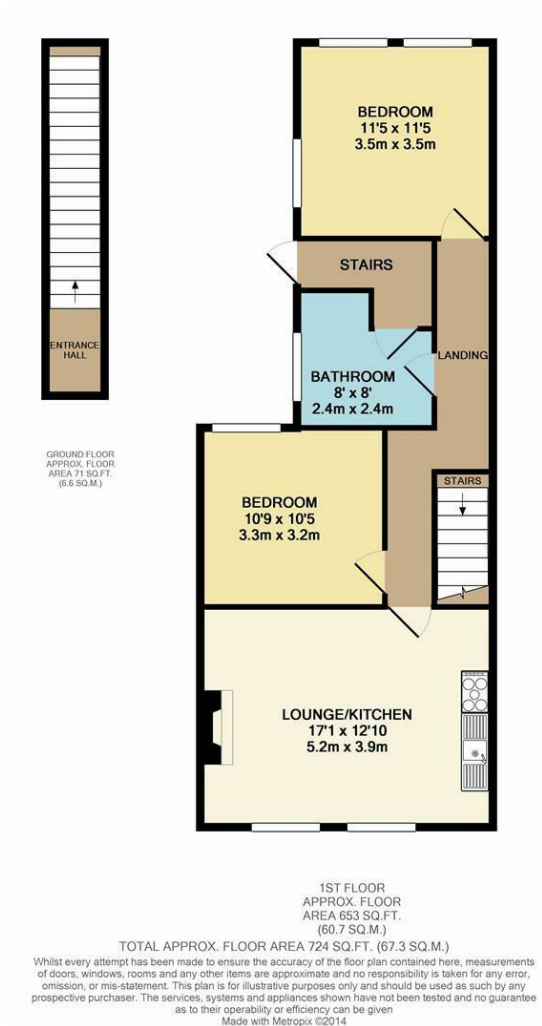 BEDROOM
11'5 x 11'5
3.5m x 3.5m
STAIRS
ENTRANCE
HALL
LANDING
BATHROOM
8' x 8'
2.4m x 2.4m
GROUND FLOOR
APPROX. FLOOR
AREA 71 SQ.FT.
(6.6 SQ.M.)
BEDROOM
10'9 x 10'5
3.3m x 3.2m
STAIRS
LOUNGE/KITCHEN
17'1 x 12'10
5.2m x 3.9m
1ST FLOOR
APPROX. FLOOR
AREA 653 SQ.FT.
(60.7 SQ.M.)
TOTAL APPROX. FLOOR AREA 724 SQ.FT. (67.3 SQ.M.)
Whilst every attempt has been made to ensure the accuracy of the floor plan contained here, measurements
of doors, windows, rooms and any other items are approximate and no responsibility is taken for any error,
omission, or mis-statement. This plan is for illustrative purposes only and should be used as such by any
prospective purchaser. The services, systems and appliances shown have not been tested and no guarantee
as to their operability or efficiency can be given
Made with Metropix ©2014